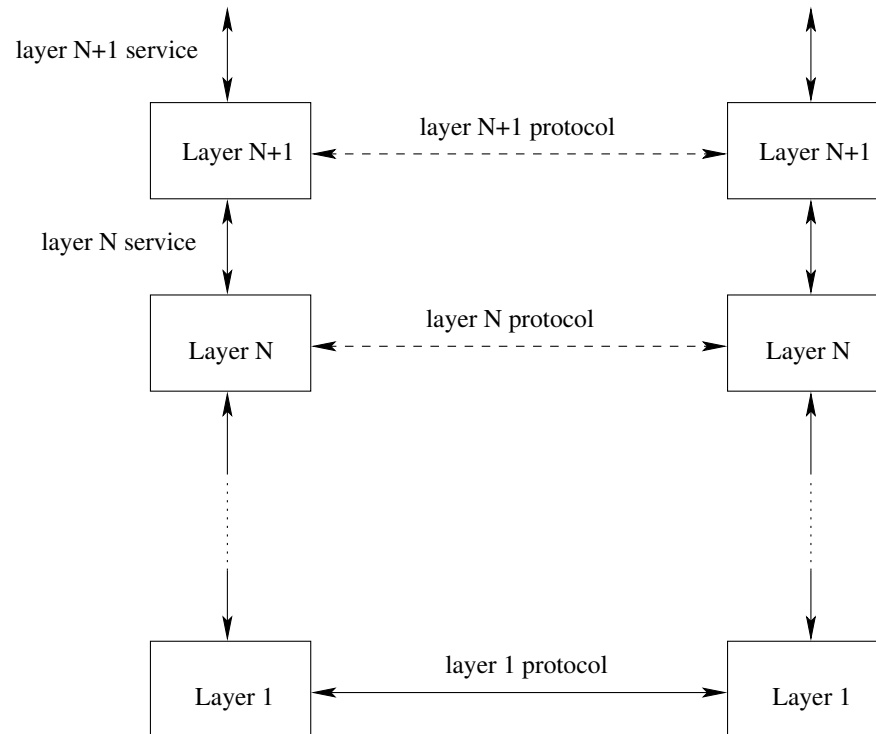 layer N+1 service
layer N+1 protocol
Layer N+1
Layer N+1
layer N service
layer N protocol
Layer N
Layer N
layer 1 protocol
Layer 1
Layer 1